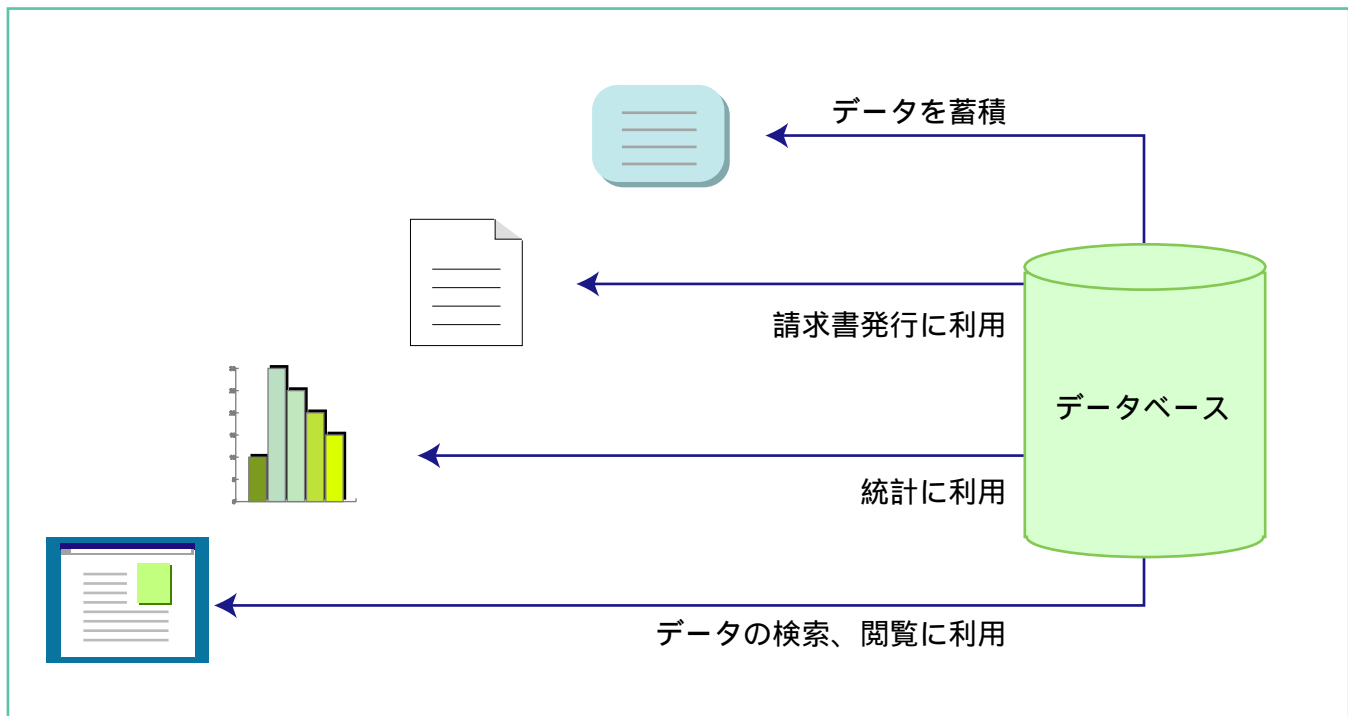 データを蓄積
請求書発行に利用
データベース
統計に利用
データの検索、閲覧に利用